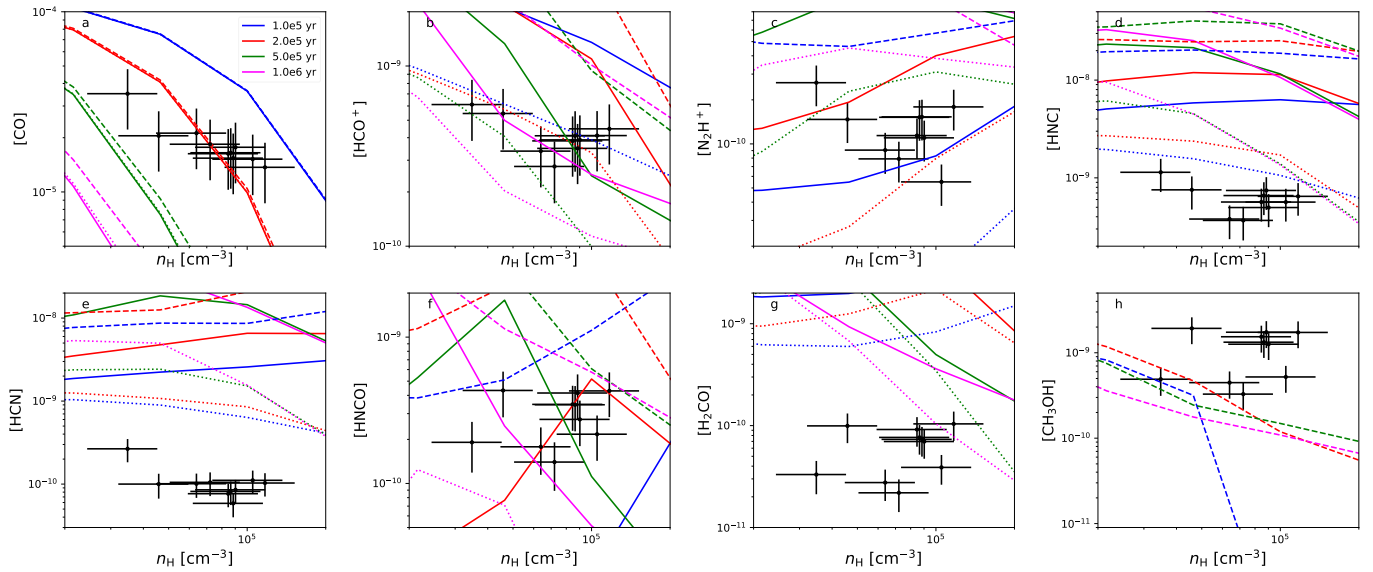 a
1.0e5 yr
2.0e5 yr
5.0e5 yr
1.0e6 yr
10⁻⁴
10⁻⁵
[CO]
n_H [cm⁻³]
b
10⁻⁹
10⁻¹⁰
[HCO⁺]
n_H [cm⁻³]
c
10⁻¹⁰
[N₂H⁺]
n_H [cm⁻³]
d
10⁻⁸
10⁻⁹
[HNC]
n_H [cm⁻³]
e
10⁻⁸
10⁻⁹
10⁻¹⁰
[HCN]
10⁵
n_H [cm⁻³]
f
10⁻⁹
10⁻¹⁰
[HNCO]
10⁵
n_H [cm⁻³]
g
10⁻⁹
10⁻¹⁰
10⁻¹¹
[H₂CO]
10⁵
n_H [cm⁻³]
h
10⁻⁹
10⁻¹⁰
10⁻¹¹
[CH₃OH]
10⁵
n_H [cm⁻³]